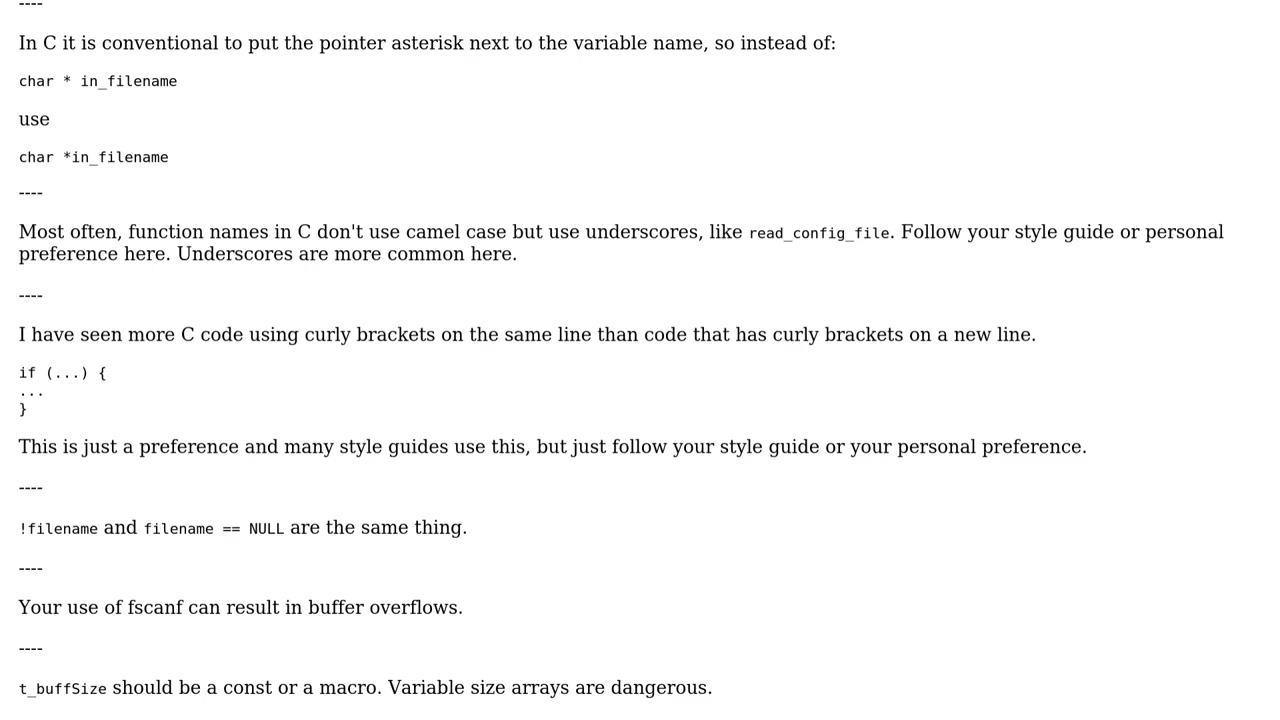 ----
In C it is conventional to put the pointer asterisk next to the variable name, so instead of:
char * in_filename
use
char *in_filename
----
Most often, function names in C don't use camel case but use underscores, like read_config_file. Follow your style guide or personal
preference here. Underscores are more common here.
----
I have seen more C code using curly brackets on the same line than code that has curly brackets on a new line.
if (...) {
...
}
This is just a preference and many style guides use this, but just follow your style guide or your personal preference.
----
!filename and filename == NULL are the same thing.
----
Your use of fscanf can result in buffer overflows.
----
t_buffSize should be a const or a macro. Variable size arrays are dangerous.